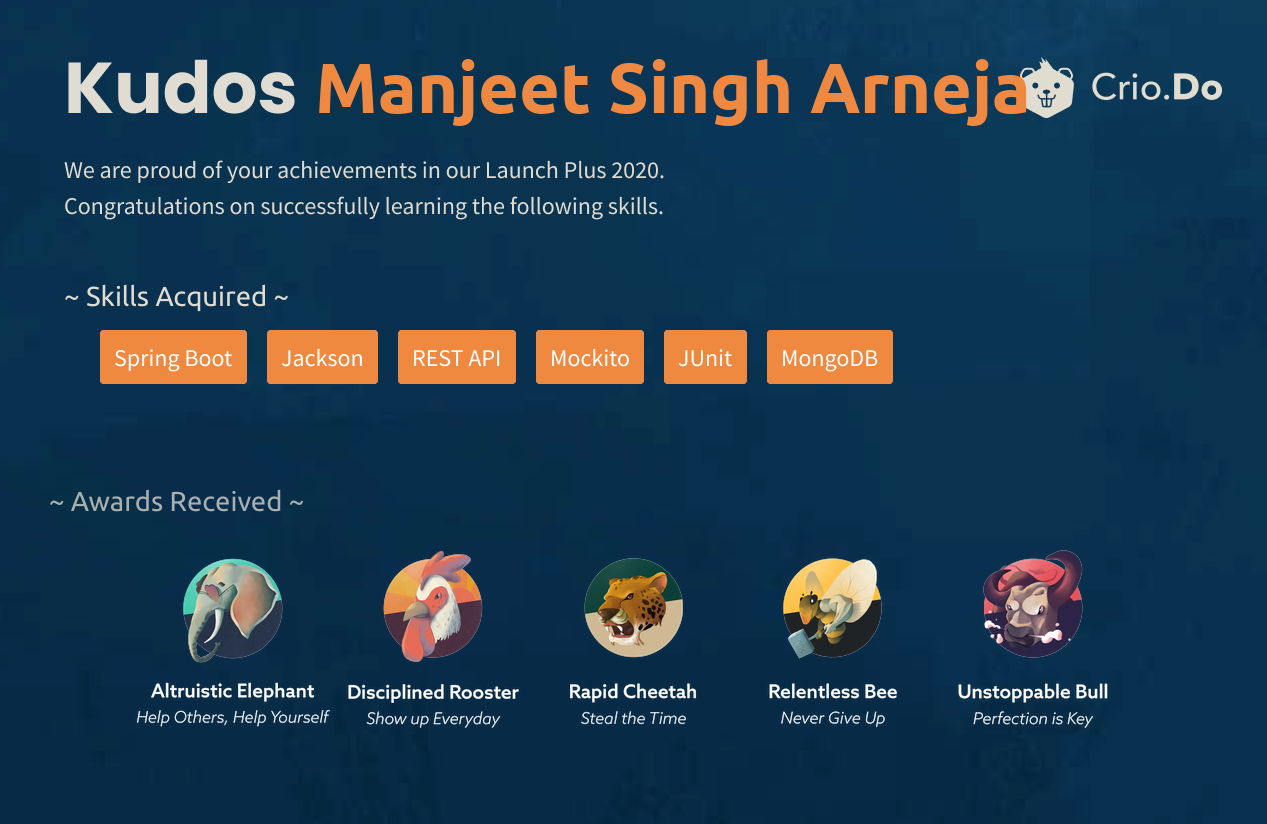 Kudos Manjeet Singh Arneja Crio.Do
We are proud of your achievements in our Launch Plus 2020.
Congratulations on successfully learning the following skills.
~ Skills Acquired ~
Spring Boot Jackson REST API Mockito JUnit MongoDB
~ Awards Received ~
Altruistic Elephant Disciplined Rooster Rapid Cheetah Relentless Bee Unstoppable Bull
Help Others, Help Yourself Show up Everyday Steal the Time Never Give Up Perfection is Key